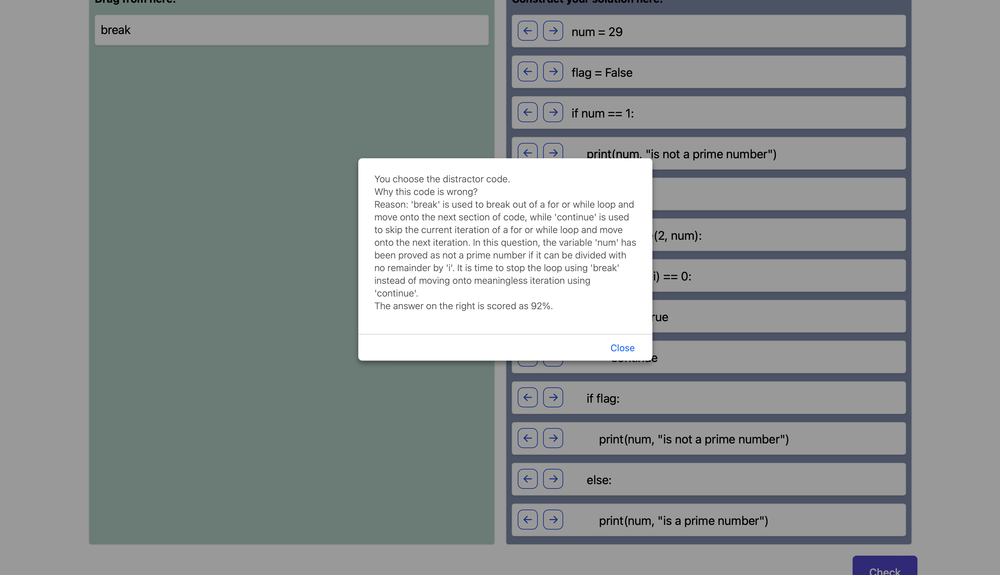 Drag from here:
break
Construct your solution here:
num = 29
flag = False
if num == 1:
print(num, "is not a prime number")
You choose the distractor code.
Why this code is wrong?
Reason: 'break' is used to break out of a for or while loop and
move onto the next section of code, while 'continue' is used
to skip the current iteration of a for or while loop and move
onto the next iteration. In this question, the variable 'num' has
been proved as not a prime number if it can be divided with
no remainder by 'i'. It is time to stop the loop using 'break'
instead of moving onto meaningless iteration using
'continue'.
The answer on the right is scored as 92%.
Close
(2, num):
i) == 0:
rue
continue
if flag:
print(num, "is not a prime number")
else:
print(num, "is a prime number")
Check